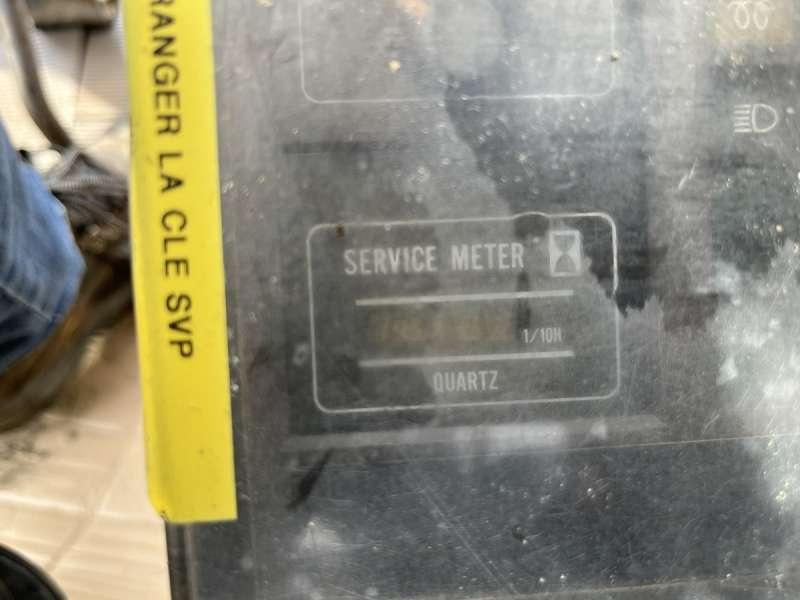 RANGER LA CLE SVP
SERVICE METER
1/10H
QUARTZ